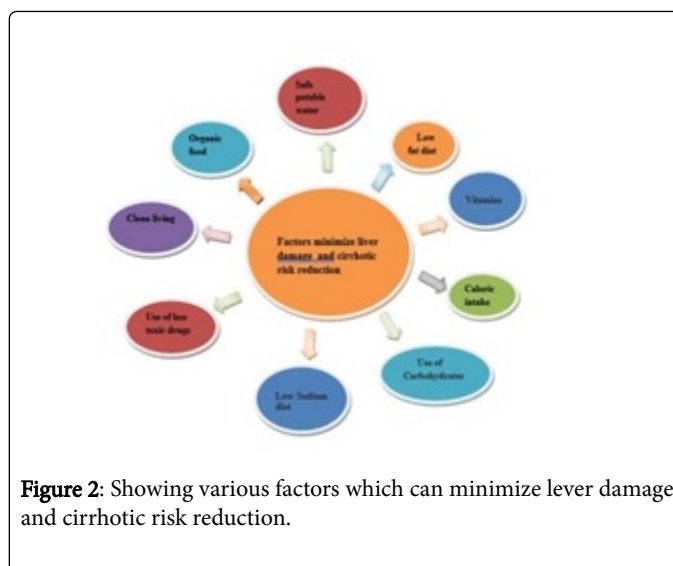 Safe
potable
water
Organic
food
Low
fat diet
Vitamins
Clean living
Factors minimize liver
damage and cirrhotic
risk reduction
Caloric
intake
Use of less
toxic drugs
Use of
Carbohydrates
Low Sodium
diet
Figure 2: Showing various factors which can minimize lever damage
and cirrhotic risk reduction.